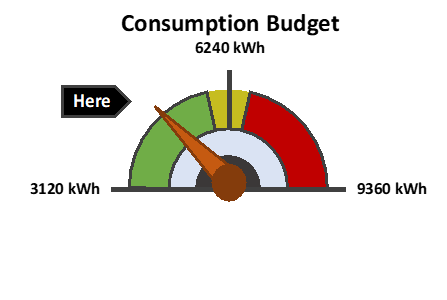 Consumption Budget
6240 kWh
Here
3120 kWh
9360 kWh